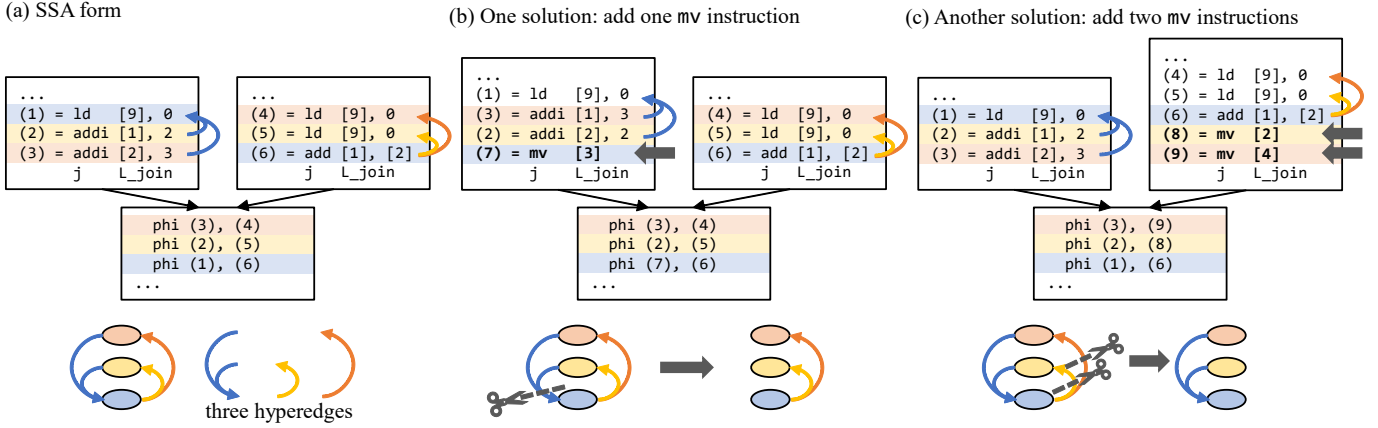 (a) SSA form
...
(1) = ld [9], 0
(2) = addi [1], 2
(3) = addi [2], 3
j L_join
...
(4) = ld [9], 0
(5) = ld [9], 0
(6) = add [1], [2]
j L_join
phi (3), (4)
phi (2), (5)
phi (1), (6)
...
three hyperedges
(b) One solution: add one mv instruction
...
(1) = ld [9], 0
(3) = addi [1], 3
(2) = addi [2], 2
(7) = mv [3]
j L_join
...
(4) = ld [9], 0
(5) = ld [9], 0
(6) = add [1], [2]
j L_join
phi (3), (4)
phi (2), (5)
phi (7), (6)
...
(c) Another solution: add two mv instructions
...
(1) = ld [9], 0
(2) = addi [1], 2
(3) = addi [2], 3
j L_join
...
(4) = ld [9], 0
(5) = ld [9], 0
(6) = add [1], [2]
(8) = mv [2]
(9) = mv [4]
j L_join
phi (3), (9)
phi (2), (8)
phi (1), (6)
...